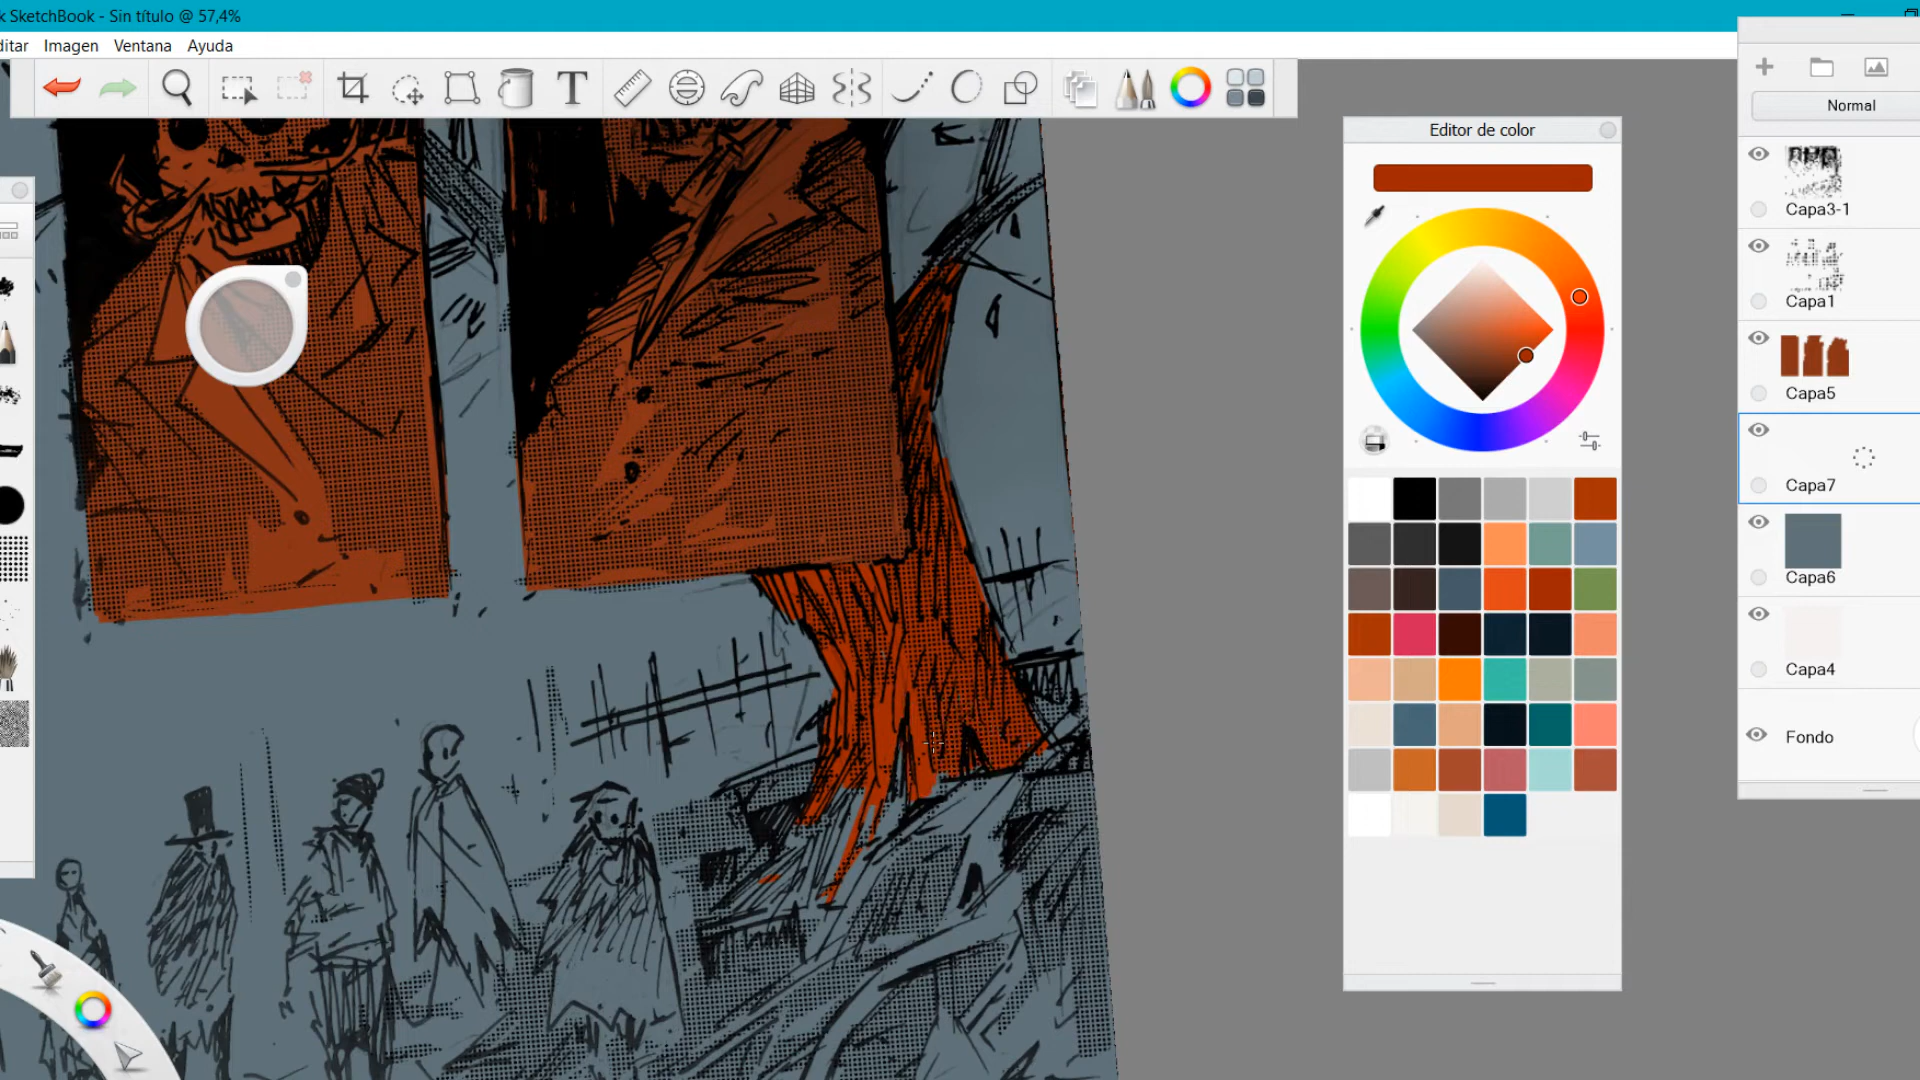 k SketchBook - Sin título @ 57,4%
ditar Imagen Ventana Ayuda
T
Editor de color
Normal
Capa3-1
Capa1
Capa5
Capa7
Capa6
Capa4
Fondo